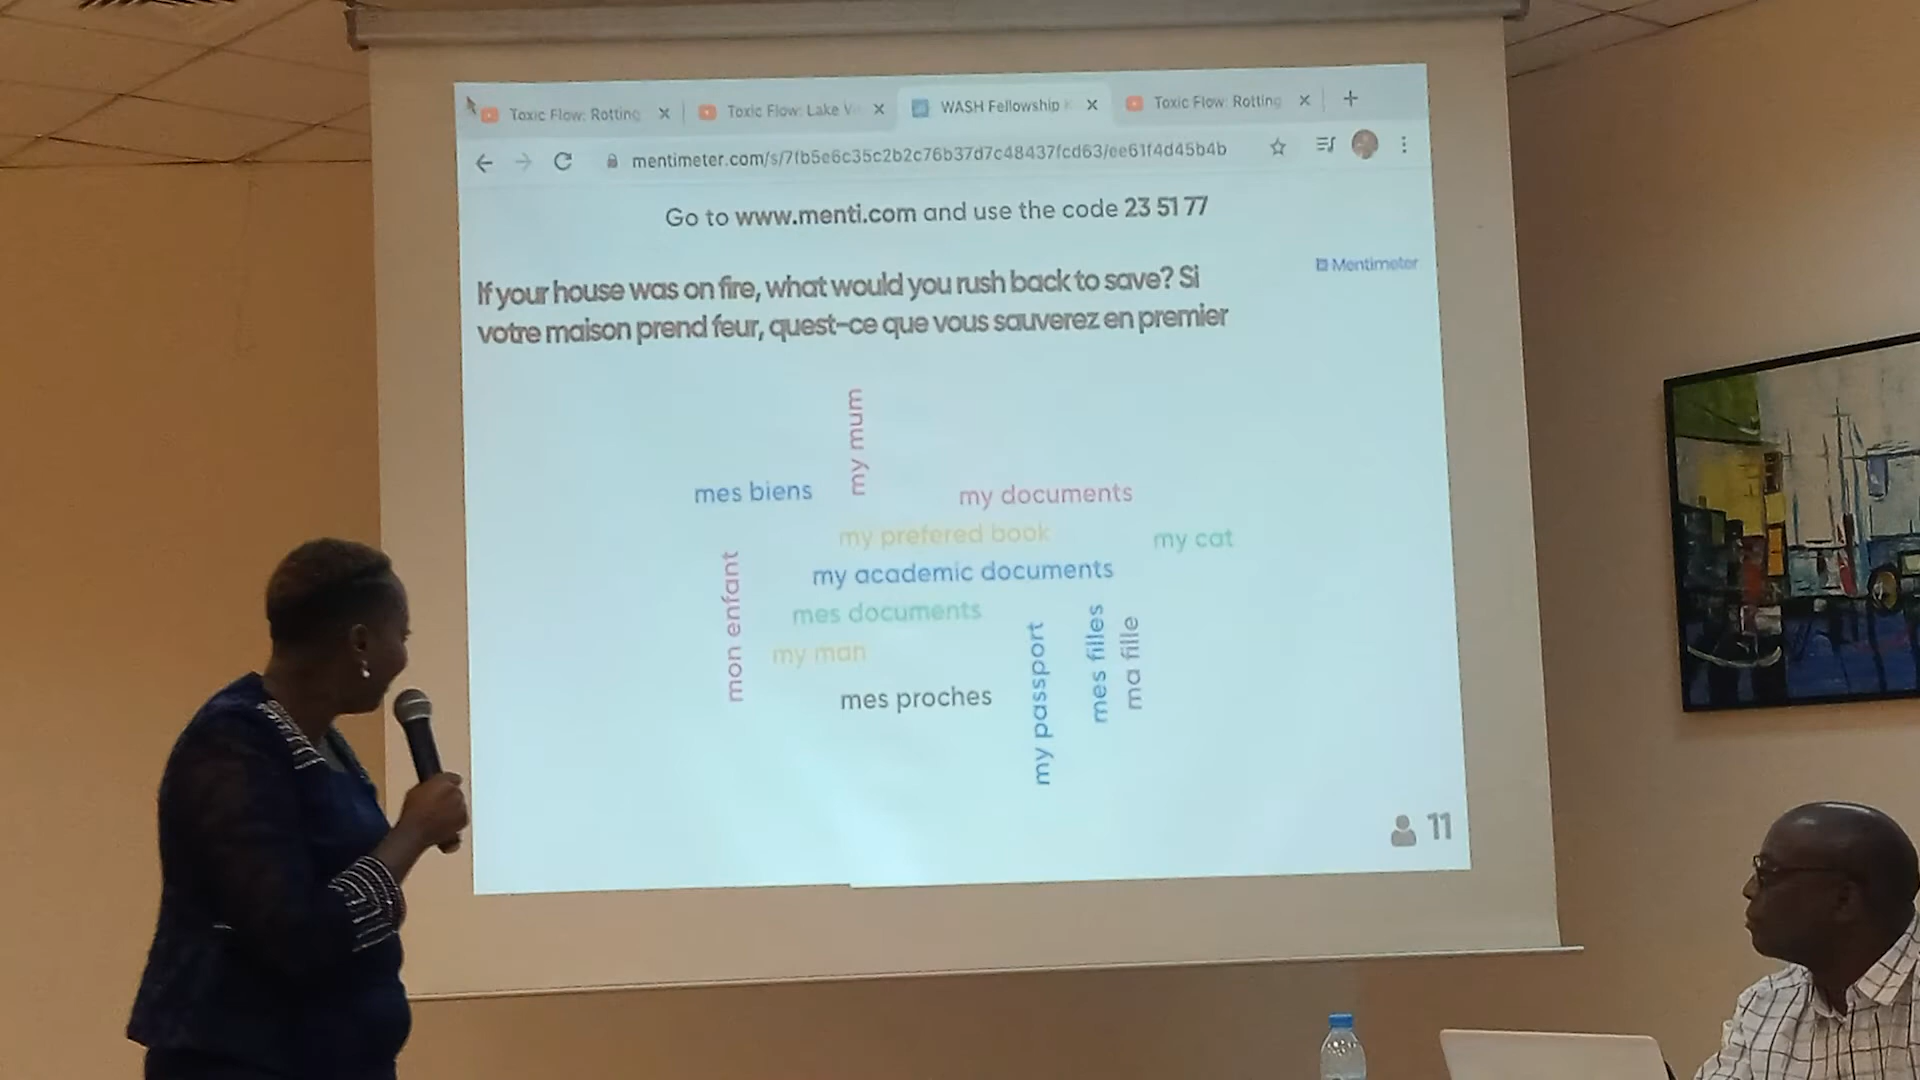 Toxic Flow: Rotting
Toxic Flow: Lake V
WASH Fellowship
Toxic Flow: Rotting
mentimeter.com/s/7fb5e6c35c2b2c76b37d7c48437fcd63/ee61f4d45b4b
Go to www.menti.com and use the code 23 51 77
Mentimeter
If your house was on fire, what would you rush back to save? Si
votre maison prend feur, quest-ce que vous sauverez en premier
my mum
mes biens
my documents
my prefered book
my cat
my academic documents
mon enfant
mes documents
my man
mes proches
my passport
mes filles
ma fille
11